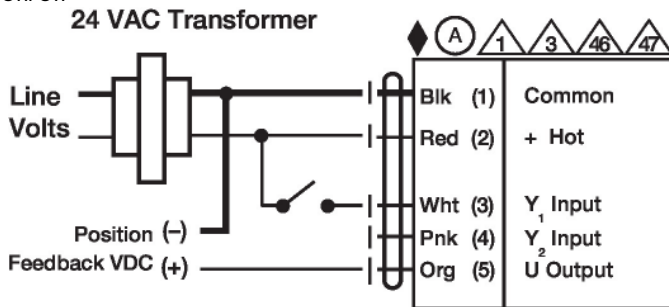 24 VAC Transformer
A 1 3 46 47
Line
Volts
Blk (1) Common
Red (2) + Hot
Wht (3) Y1 Input
Pnk (4) Y2 Input
Org (5) U Output
Position (-)
Feedback VDC (+)